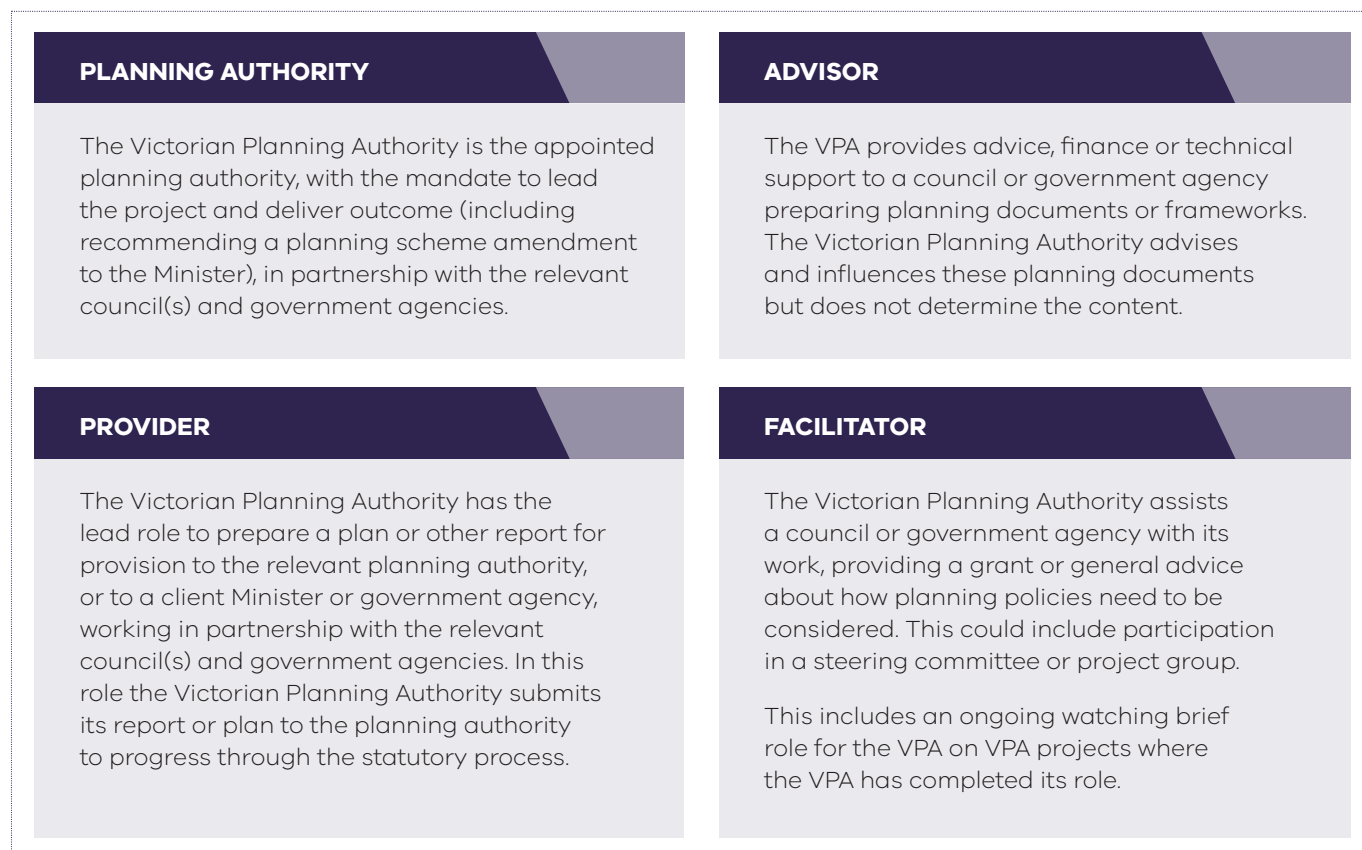 PLANNING AUTHORITY
The Victorian Planning Authority is the appointed
planning authority, with the mandate to lead
the project and deliver outcome (including
recommending a planning scheme amendment
to the Minister), in partnership with the relevant
council(s) and government agencies.
ADVISOR
The VPA provides advice, finance or technical
support to a council or government agency
preparing planning documents or frameworks.
The Victorian Planning Authority advises
and influences these planning documents
but does not determine the content.
PROVIDER
The Victorian Planning Authority has the
lead role to prepare a plan or other report for
provision to the relevant planning authority,
or to a client Minister or government agency,
working in partnership with the relevant
council(s) and government agencies. In this
role the Victorian Planning Authority submits
its report or plan to the planning authority
to progress through the statutory process.
FACILITATOR
The Victorian Planning Authority assists
a council or government agency with its
work, providing a grant or general advice
about how planning policies need to be
considered. This could include participation
in a steering committee or project group.
This includes an ongoing watching brief
role for the VPA on VPA projects where
the VPA has completed its role.